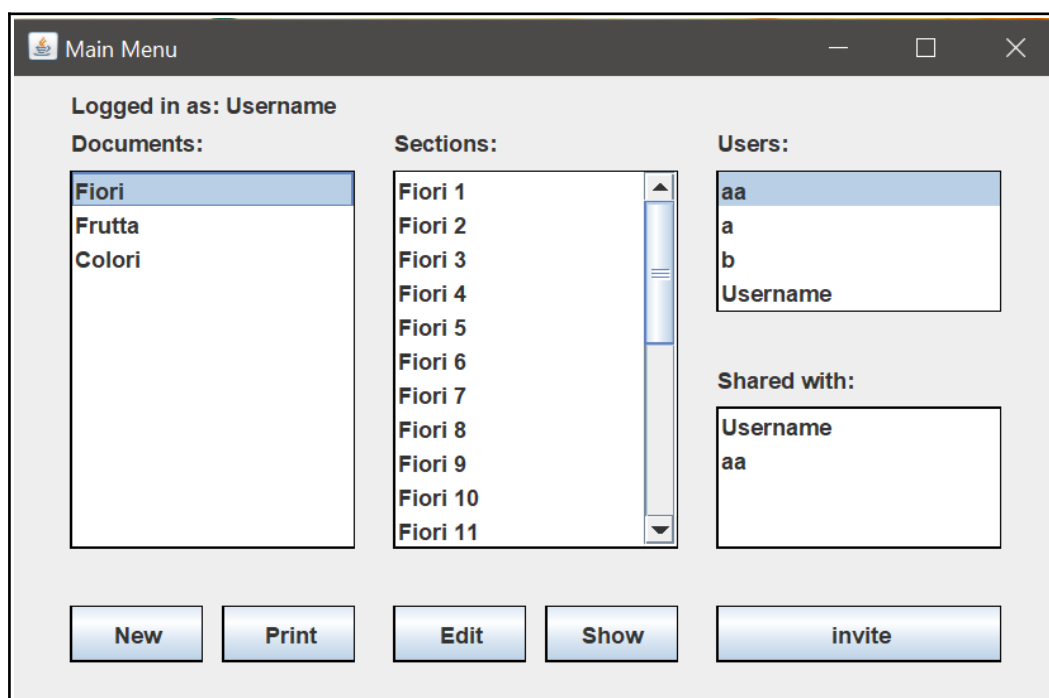 Main Menu
Logged in as: Username
Documents:
Fiori
Frutta
Colori
Sections:
Fiori 1
Fiori 2
Fiori 3
Fiori 4
Fiori 5
Fiori 6
Fiori 7
Fiori 8
Fiori 9
Fiori 10
Fiori 11
Users:
aa
a
b
Username
Shared with:
Username
aa
New
Print
Edit
Show
invite